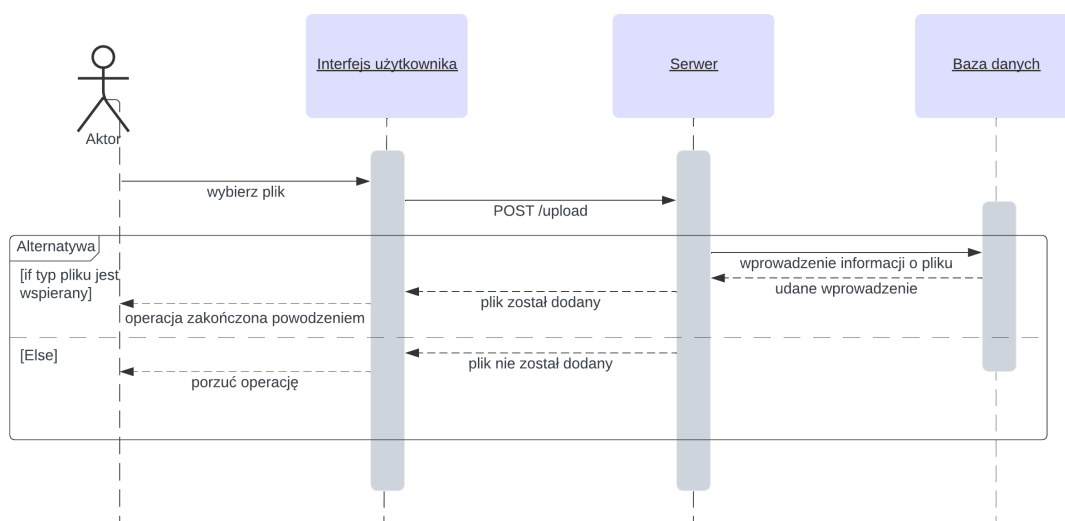 Interfejs użytkownika
Serwer
Baza danych
Aktor
wybierz plik
POST /upload
Alternatywa
wprowadzenie informacji o pliku
[if typ pliku jest
wspierany]
udane wprowadzenie
plik został dodany
operacja zakończona powodzeniem
[Else]
plik nie został dodany
porzuć operację